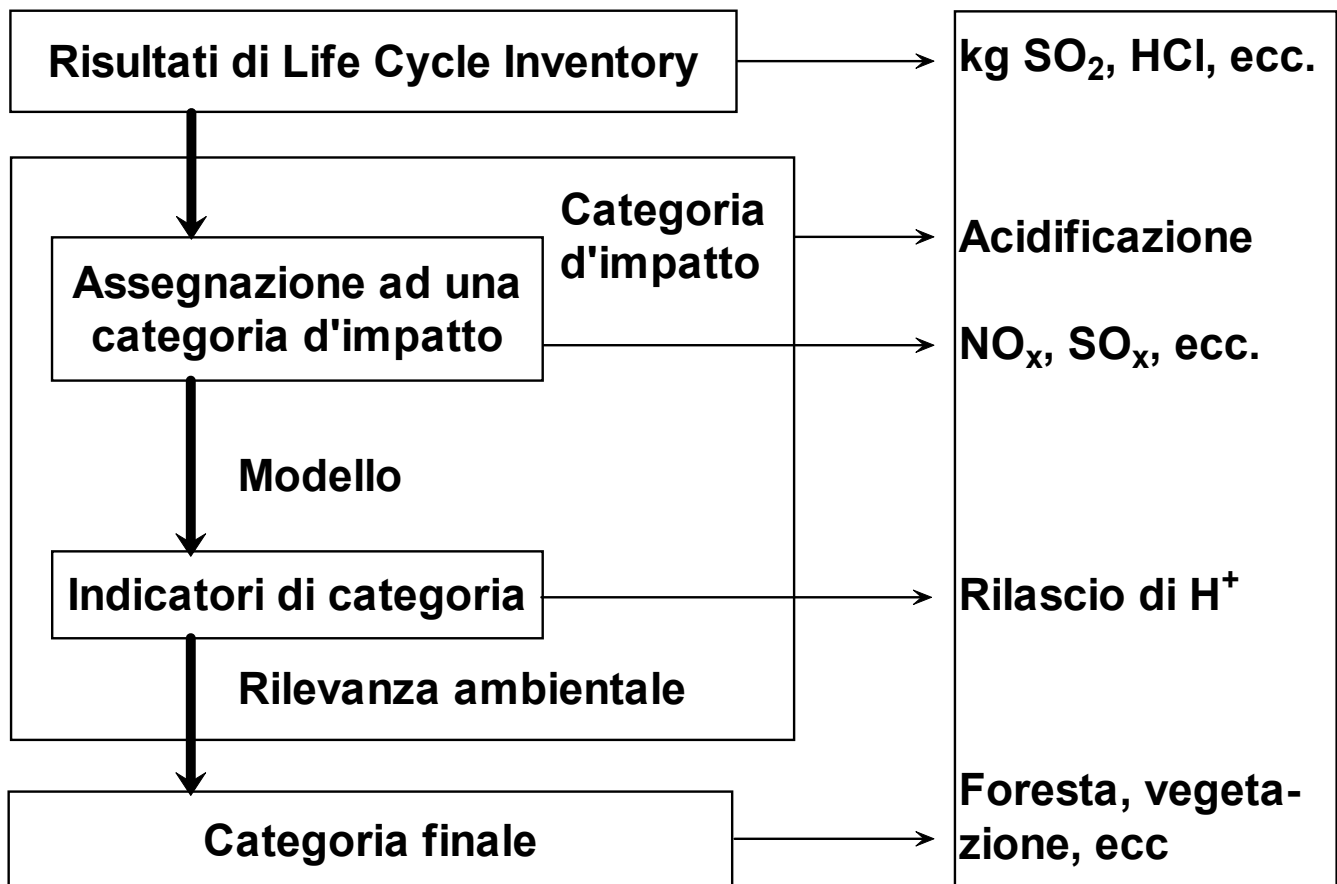 Risultati di Life Cycle Inventory
kg SO₂, HCl, ecc.
Categoria
d'impatto
Acidificazione
Assegnazione ad una
categoria d'impatto
NOₓ, SOₓ, ecc.
Modello
Indicatori di categoria
Rilascio di H⁺
Rilevanza ambientale
Categoria finale
Foresta, vegeta-
zione, ecc